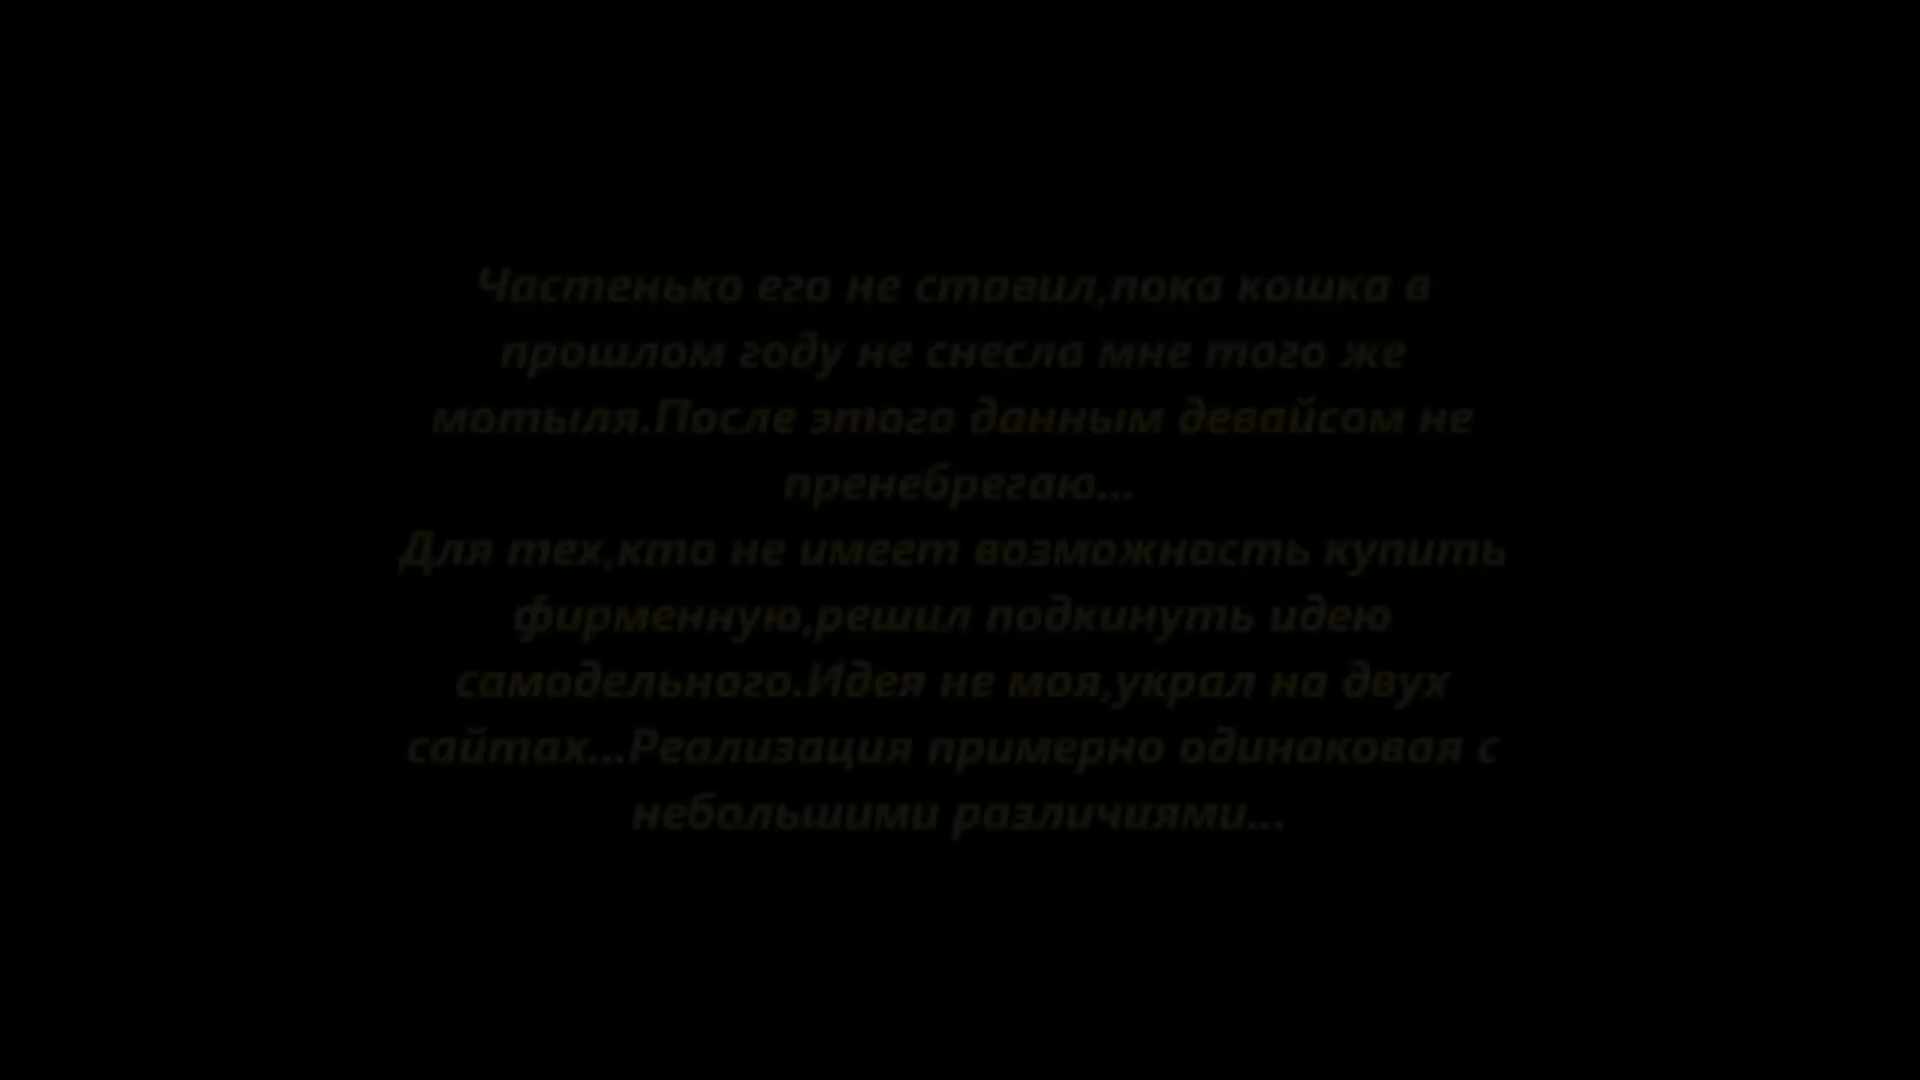 Частенько его не ставил,пока кошка в
прошлом году не снесла мне того же
мотыля.После этого данным девайсом не
пренебрегаю...
Для тех,кто не имеет возможность купить
фирменную,решил подкинуть идею
самодельного.Идея не моя,украл на двух
сайтах...Реализация примерно одинаковая с
небольшими различиями...